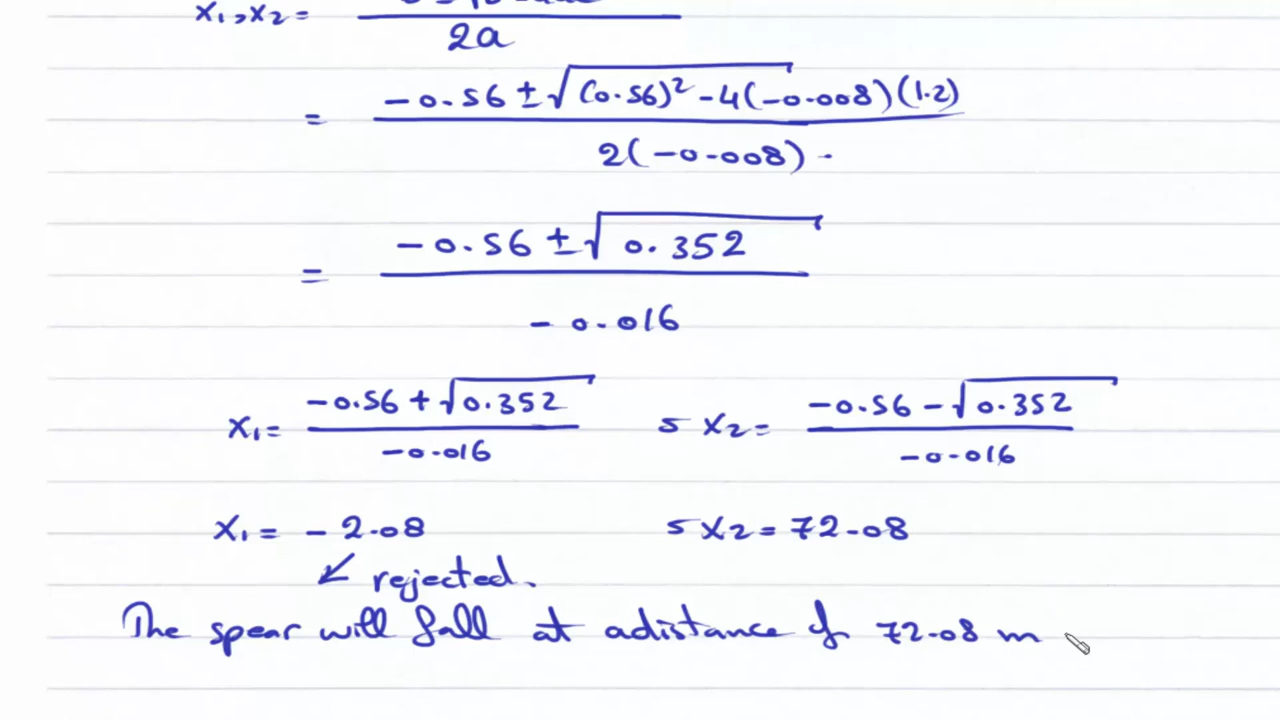 x₁,x₂ =
2a
= -0.56 ± √(0.56)² -4(-0.008)(1.2)
2(-0.008) .
= -0.56 ± √0.352
-0.016
x₁ = -0.56 + √0.352 , x₂ = -0.56 - √0.352
-0.016 -0.016
x₁ = -2.08 , x₂ = 72.08
↙ rejected.
The spear will fall at adistance of 72.08 m